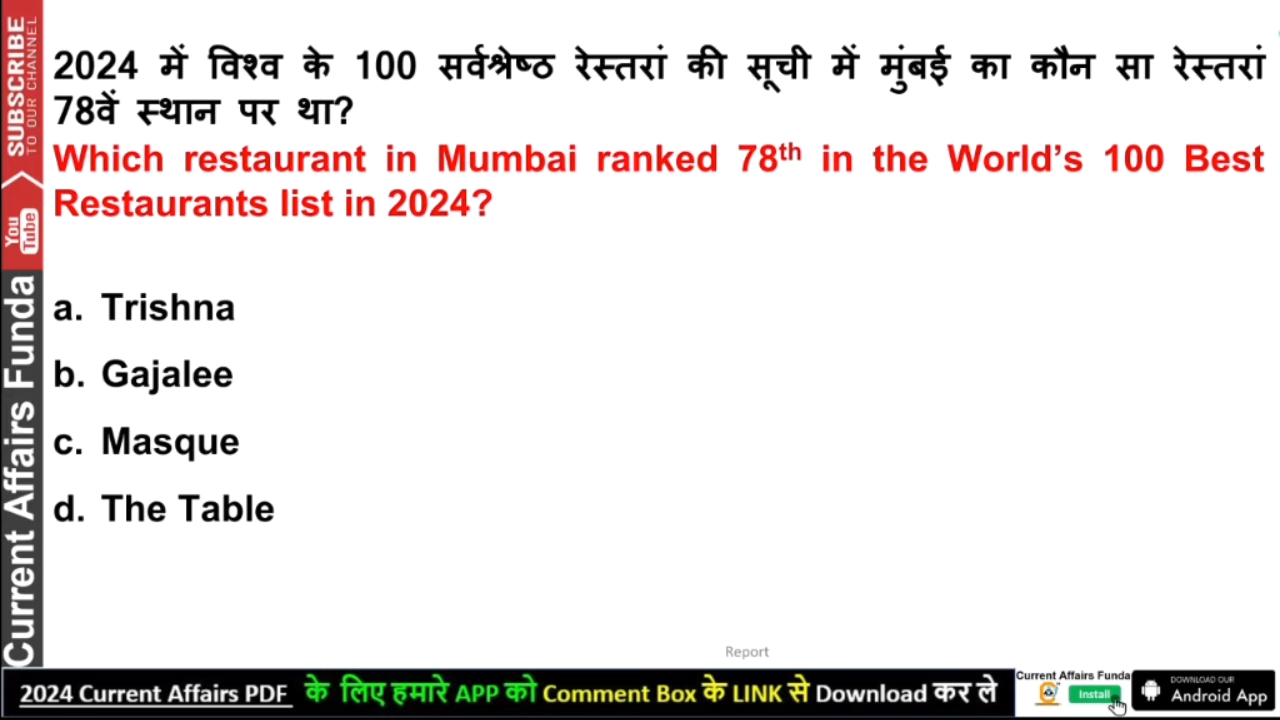 2024 में विश्व के 100 सर्वश्रेष्ठ रेस्तरां की सूची में मुंबई का कौन सा रेस्तरां
78वें स्थान पर था?
Which restaurant in Mumbai ranked 78th in the World’s 100 Best
Restaurants list in 2024?
a. Trishna
b. Gajalee
c. Masque
d. The Table
SUBSCRIBE
TO OUR CHANNEL
You
Tube
Current Affairs Funda
Report
2024 Current Affairs PDF के लिए हमारे APP को Comment Box के LINK से Download कर ले
Current Affairs Funda
Install
DOWNLOAD OUR
Android App